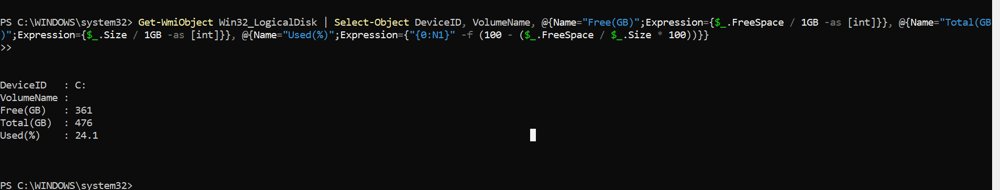 PS C:\WINDOWS\system32> Get-WmiObject Win32_LogicalDisk | Select-Object DeviceID, VolumeName, @{Name="Free(GB)";Expression={$_.FreeSpace / 1GB -as [int]}}, @{Name="Total(GB
)";Expression={$_.Size / 1GB -as [int]}}, @{Name="Used(%)";Expression={"{0:N1}" -f (100 - ($_.FreeSpace / $_.Size * 100))}}
>>
DeviceID   : C:
VolumeName :
Free(GB)   : 361
Total(GB)  : 476
Used(%)    : 24.1
PS C:\WINDOWS\system32>